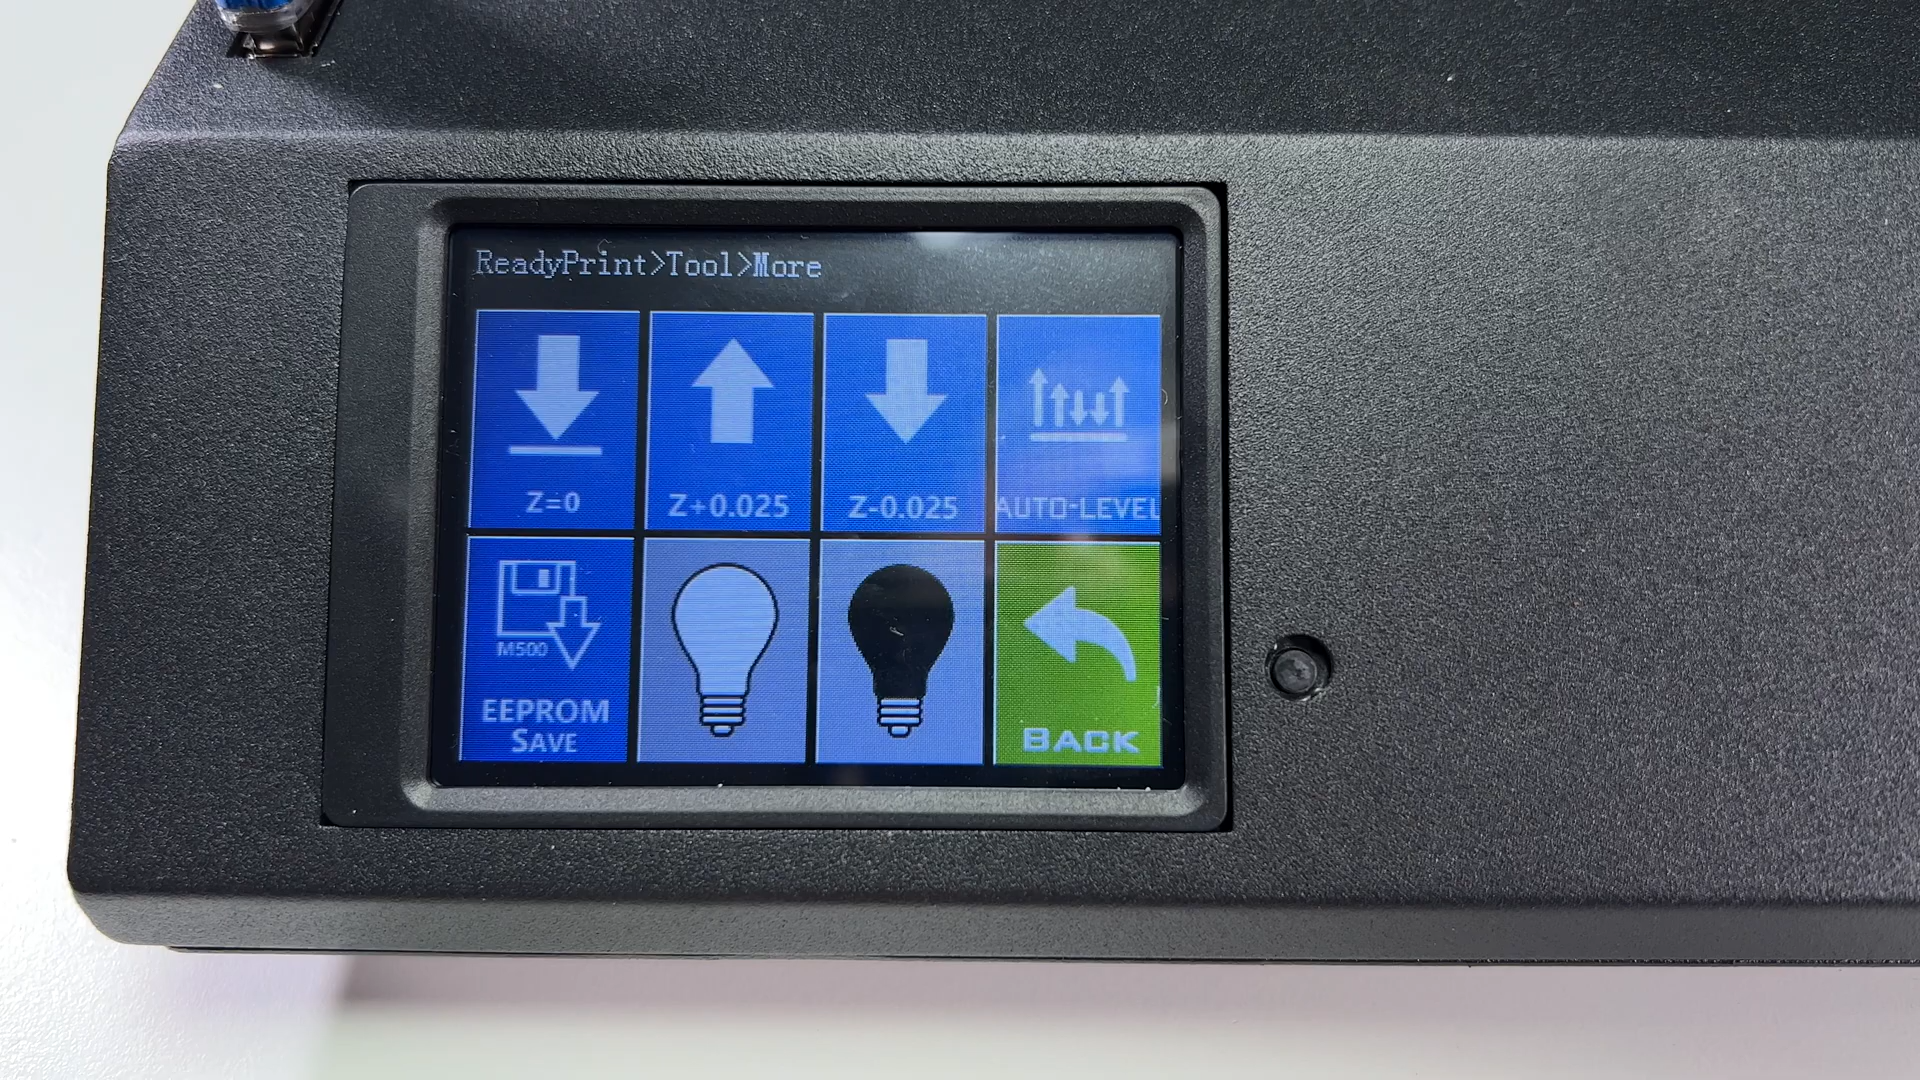 ReadyPrint>Tool>More
Z=0
Z+0.025
Z-0.025
AUTO-LEVEL
M500
EEPROM
SAVE
BACK